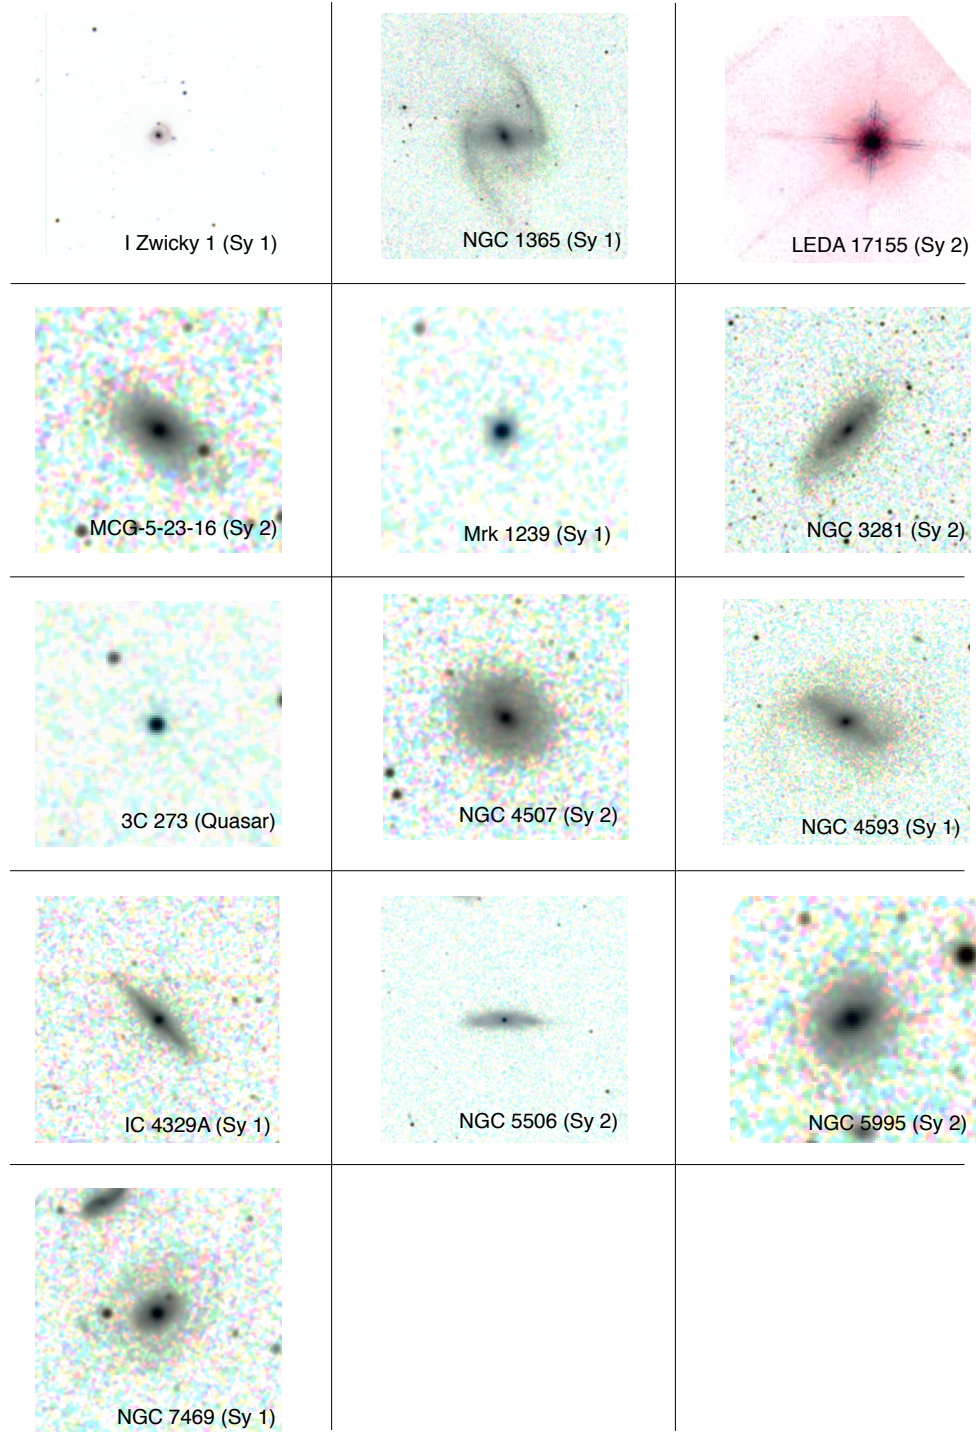 I Zwicky 1 (Sy 1)
NGC 1365 (Sy 1)
LEDA 17155 (Sy 2)
MCG-5-23-16 (Sy 2)
Mrk 1239 (Sy 1)
NGC 3281 (Sy 2)
3C 273 (Quasar)
NGC 4507 (Sy 2)
NGC 4593 (Sy 1)
IC 4329A (Sy 1)
NGC 5506 (Sy 2)
NGC 5995 (Sy 2)
NGC 7469 (Sy 1)